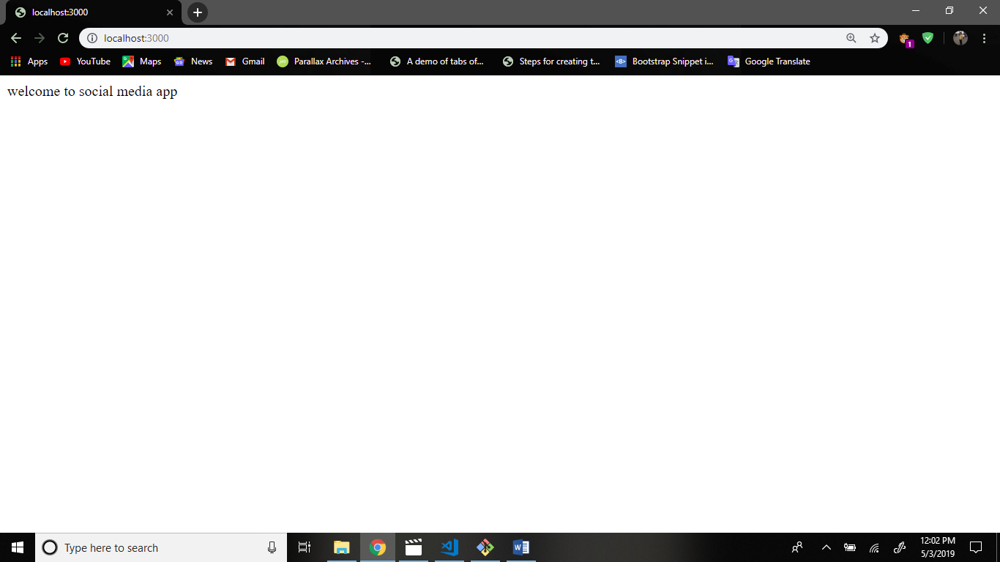 localhost:3000
localhost:3000
1
Apps YouTube Maps News Gmail Parallax Archives -... A demo of tabs of... Steps for creating t... <B> Bootstrap Snippet i... Google Translate
welcome to social media app
Type here to search
12:02 PM
5/3/2019